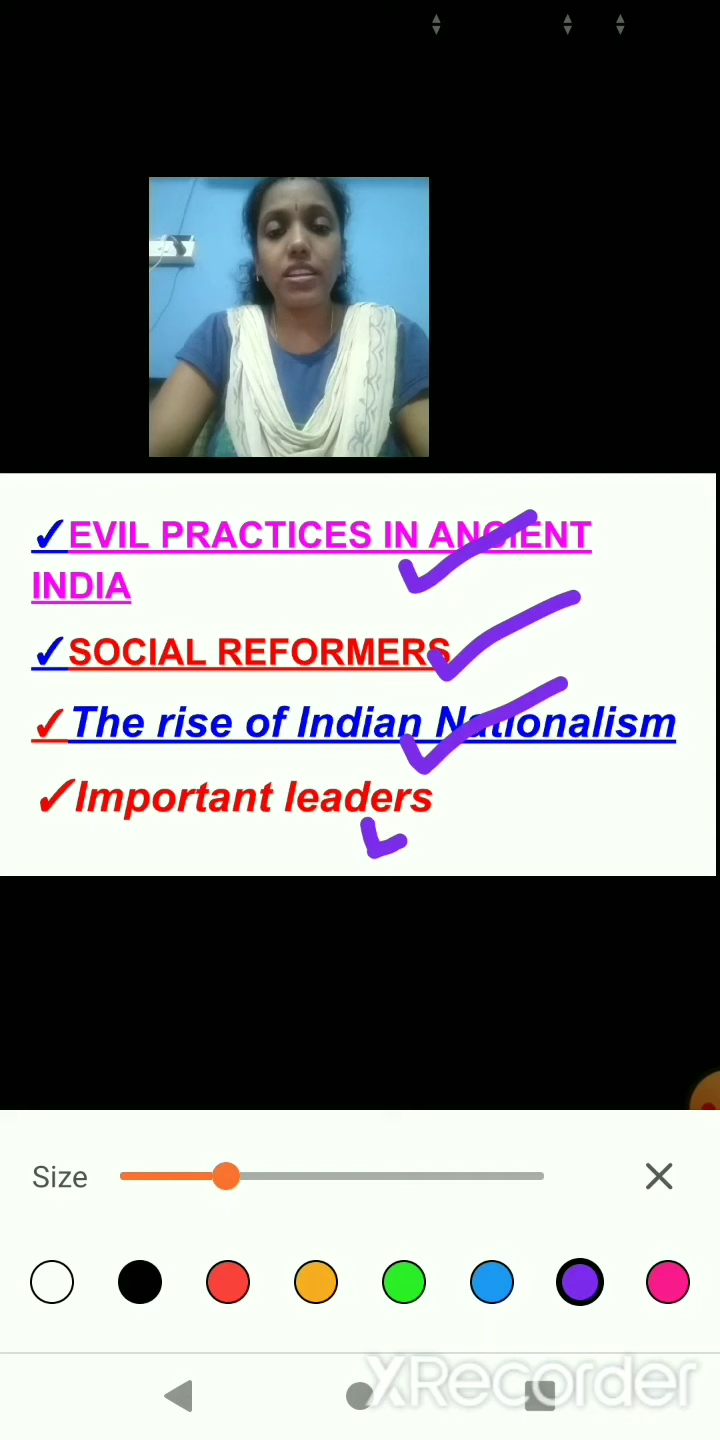 ✓EVIL PRACTICES IN ANCIENT
INDIA
✓SOCIAL REFORMERS
✓The rise of Indian Nationalism
✓Important leaders
Size
XRecorder